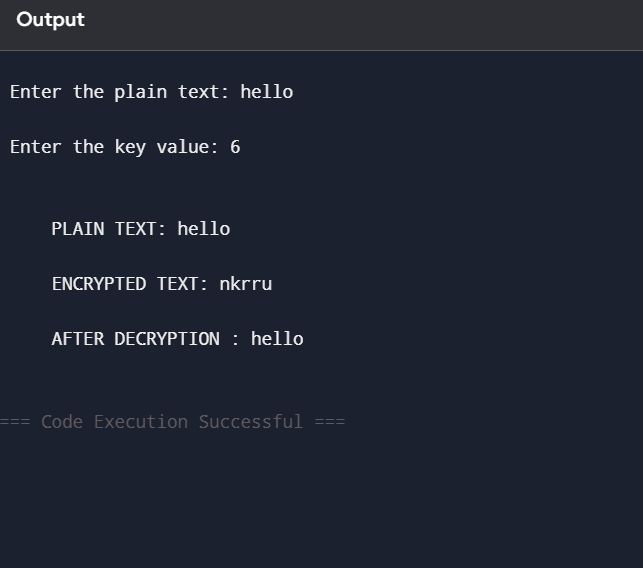 Output
Enter the plain text: hello
Enter the key value: 6
PLAIN TEXT: hello
ENCRYPTED TEXT: nkrru
AFTER DECRYPTION : hello
=== Code Execution Successful ===